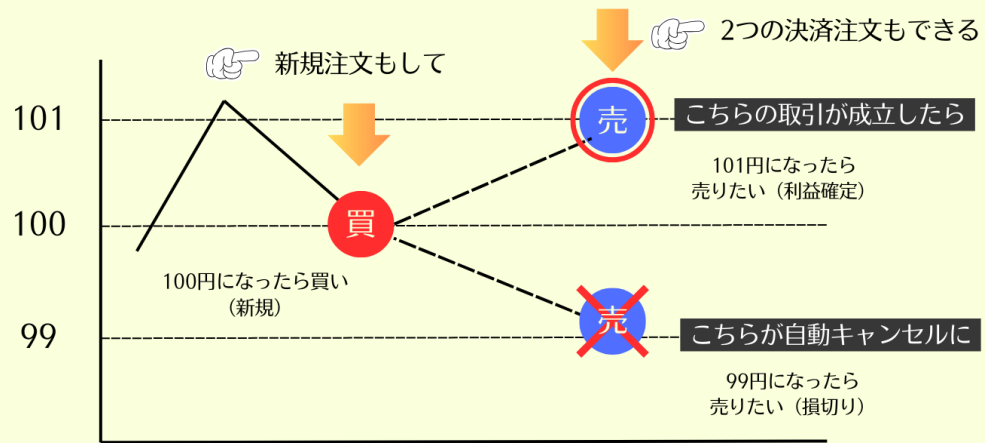 2つの決済注文もできる
新規注文もして
101
売
こちらの取引が成立したら
101円になったら
売りたい（利益確定）
100
買
100円になったら買い
（新規）
99
売
こちらが自動キャンセルに
99円になったら
売りたい（損切り）